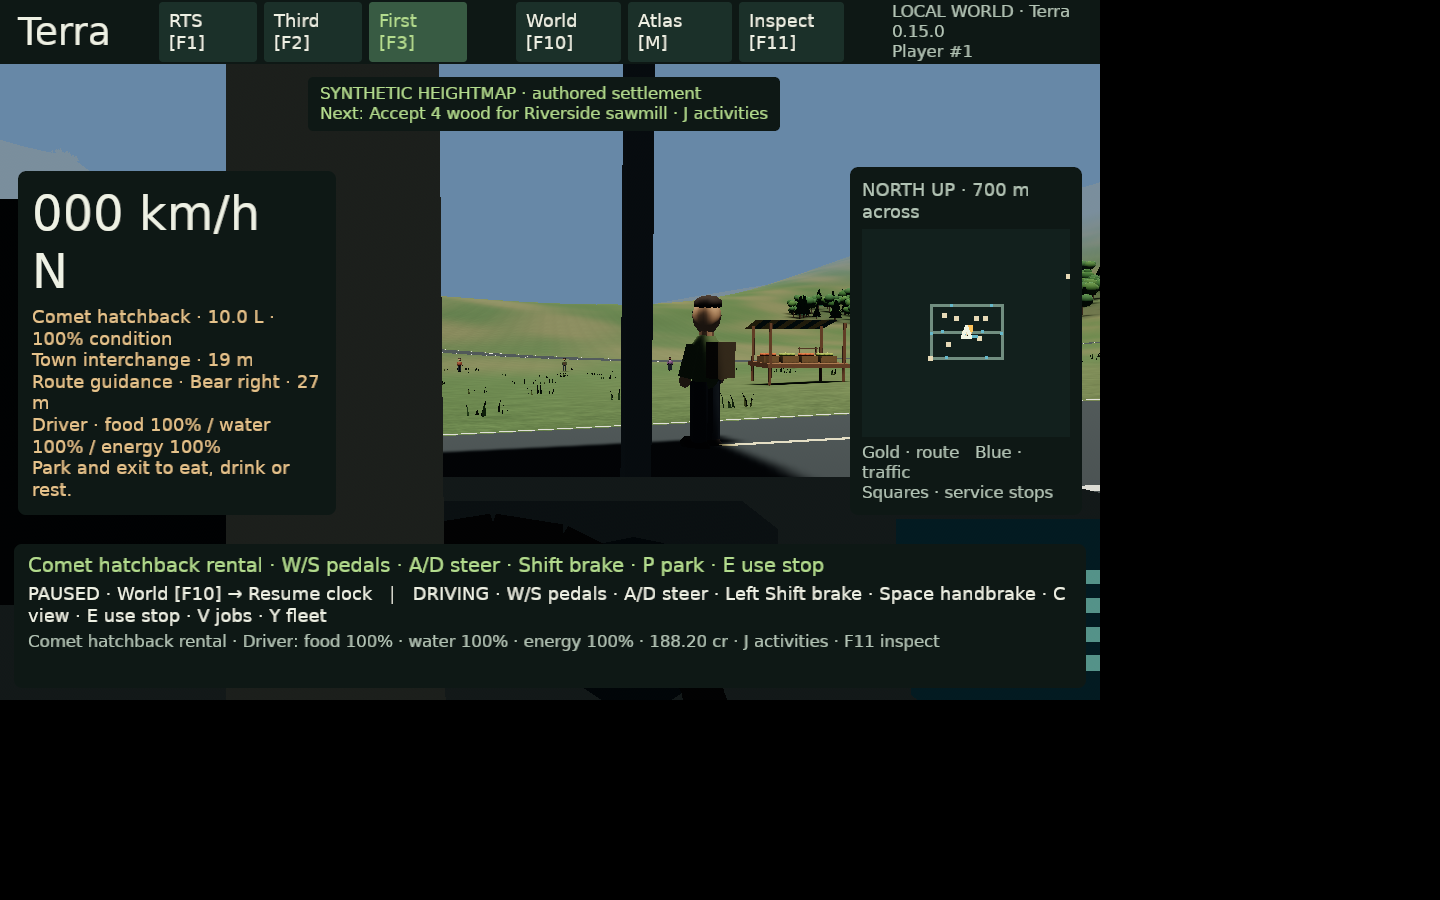 Terra
RTS
[F1]
Third
[F2]
First
[F3]
World
[F10]
Atlas
[M]
Inspect
[F11]
LOCAL WORLD · Terra
0.15.0
Player #1
SYNTHETIC HEIGHTMAP · authored settlement
Next: Accept 4 wood for Riverside sawmill · J activities
000 km/h
N
Comet hatchback · 10.0 L ·
100% condition
Town interchange · 19 m
Route guidance · Bear right · 27
m
Driver · food 100% / water
100% / energy 100%
Park and exit to eat, drink or
rest.
NORTH UP · 700 m
across
Gold · route   Blue ·
traffic
Squares · service stops
Comet hatchback rental · W/S pedals · A/D steer · Shift brake · P park · E use stop
PAUSED · World [F10] → Resume clock   |   DRIVING · W/S pedals · A/D steer · Left Shift brake · Space handbrake · C
view · E use stop · V jobs · Y fleet
Comet hatchback rental · Driver: food 100% · water 100% · energy 100% · 188.20 cr · J activities · F11 inspect